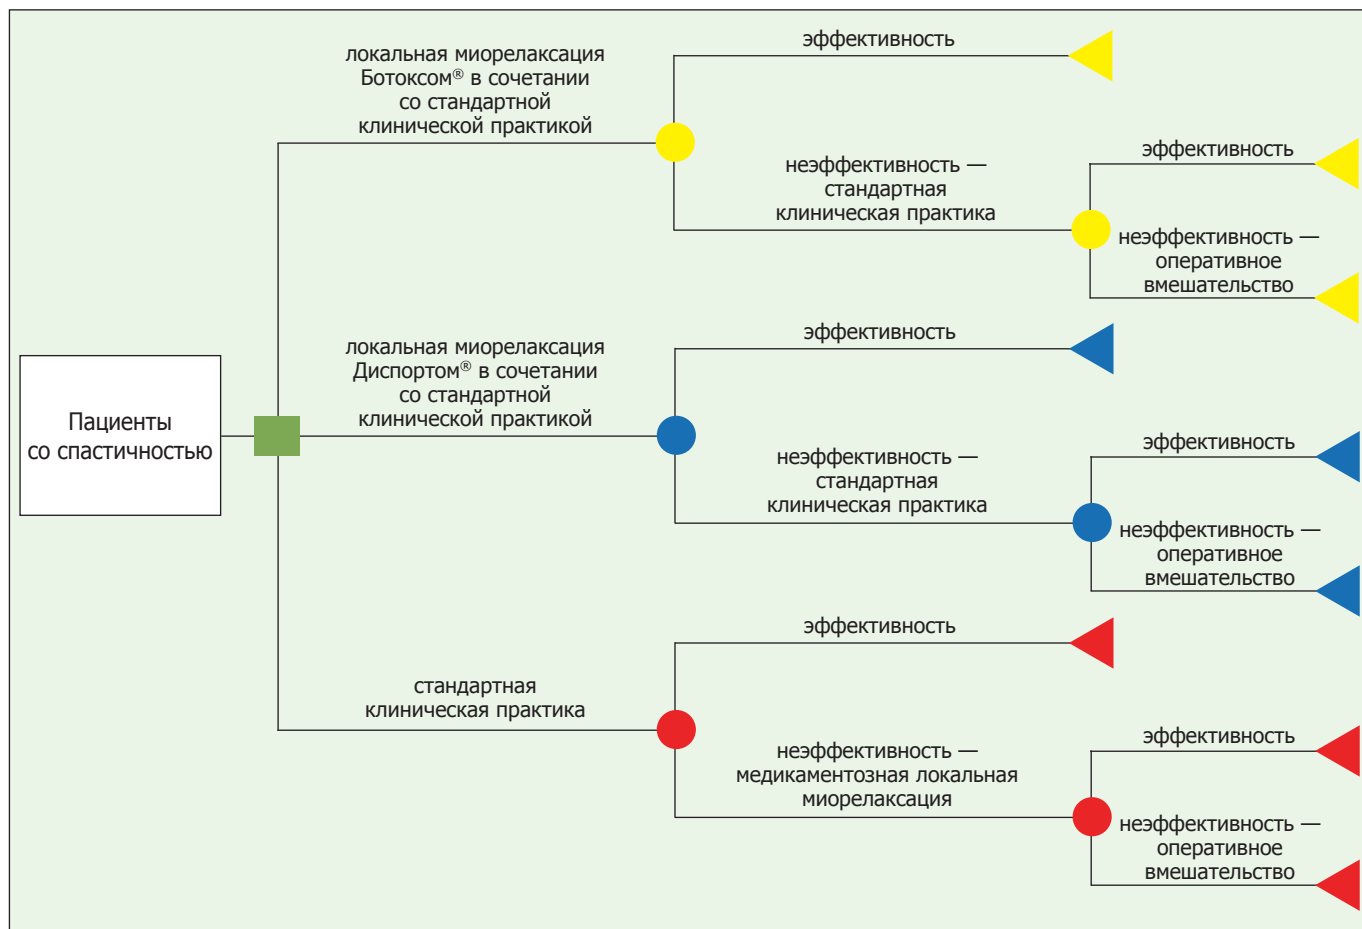 Пациенты
со спастичностью
локальная миорелаксация
Ботоксом® в сочетании
со стандартной
клинической практикой
эффективность
неэффективность —
стандартная
клиническая практика
эффективность
неэффективность —
оперативное
вмешательство
локальная миорелаксация
Диспортом® в сочетании
со стандартной
клинической практикой
эффективность
неэффективность —
стандартная
клиническая практика
эффективность
неэффективность —
оперативное
вмешательство
стандартная
клиническая практика
эффективность
неэффективность —
медикаментозная локальная
миорелаксация
эффективность
неэффективность —
оперативное
вмешательство